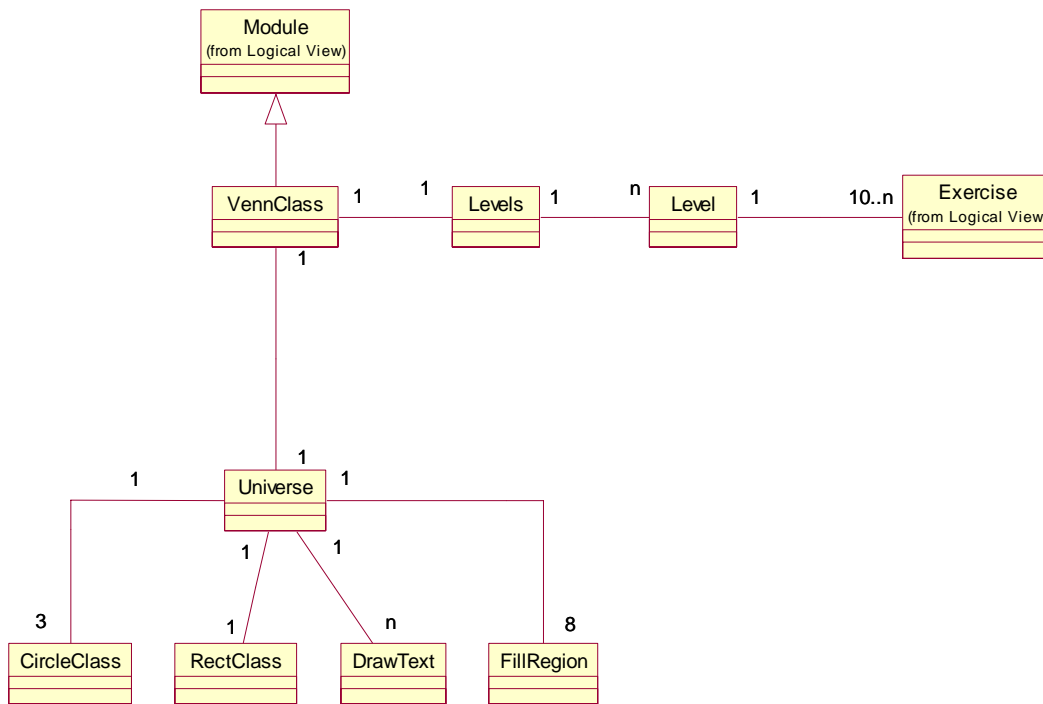 Module
(from Logical View)
VennClass
1
1
Levels
1
n
Level
1
10..n
Exercise
(from Logical View
1
1
Universe
1
1
1
1
3
1
n
8
CircleClass
RectClass
DrawText
FillRegion